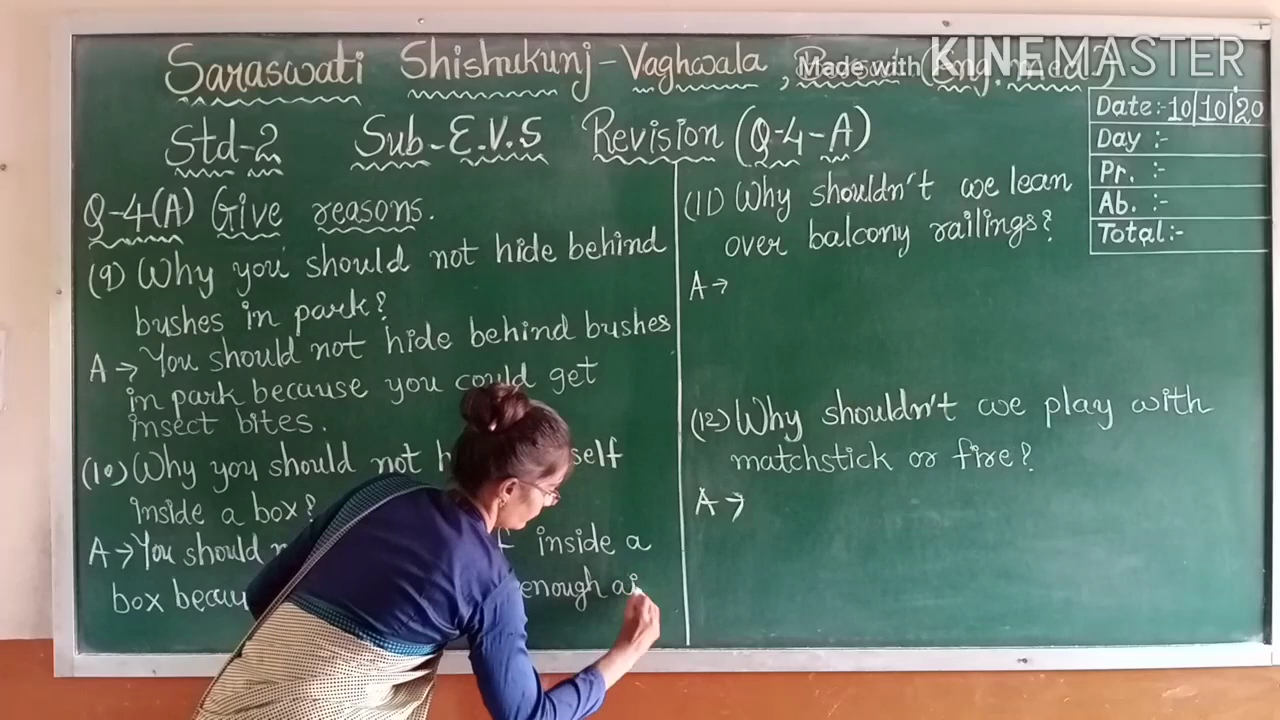 Saraswati Shishukunj-Vaghwala,
Made with KINEMASTER
Std-2 Sub-E.V.S Revision (Q-4-A)
Date:-10/10/20
Day :-
Pr. :-
Ab. :-
Total:-
Q-4(A) Give reasons.
(9) Why you should not hide behind
bushes in park?
A→ You should not hide behind bushes
in park because you could get
insect bites.
(10) Why you should not self
inside a box?
A→You should inside a
box enough ai
(11) Why shouldn't we lean
over balcony railings?
A→
(12) Why shouldn't we play with
matchstick or fire?
A→